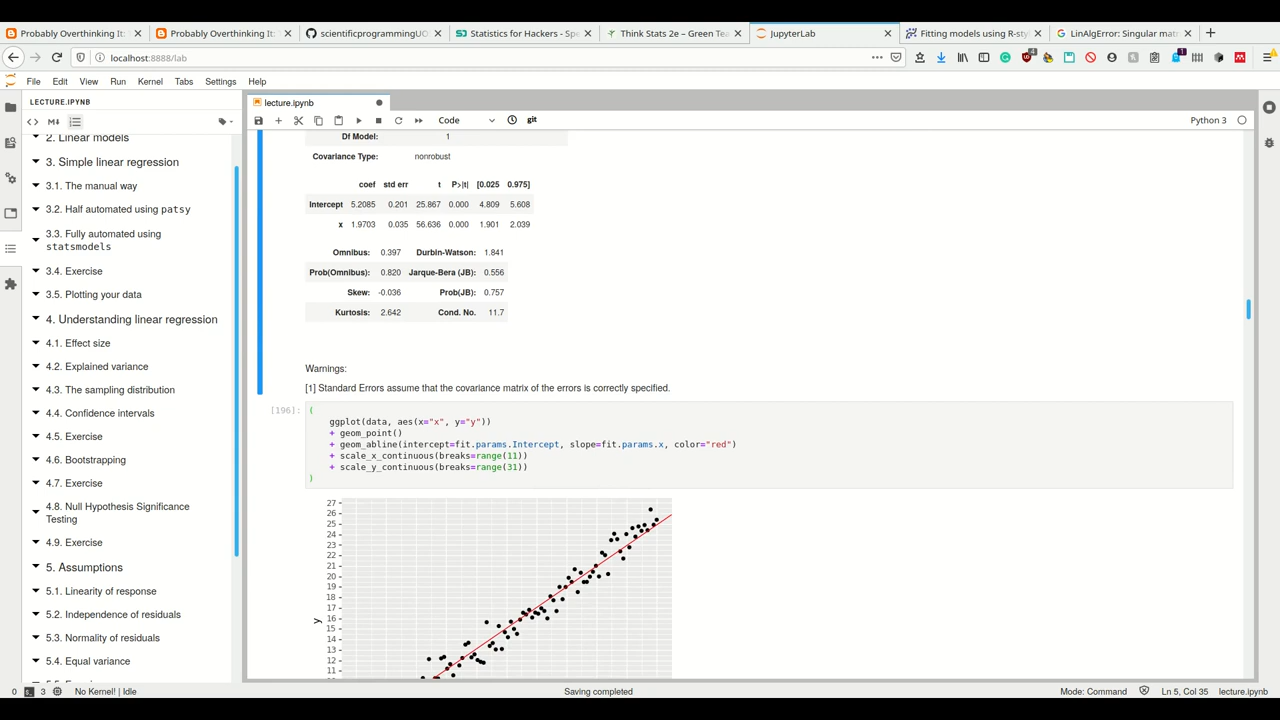 Probably Overthinking It:
Probably Overthinking It:
scientificprogrammingUO
Statistics for Hackers - Spe
Think Stats 2e – Green Tea
JupyterLab
Fitting models using R-styl
LinAlgError: Singular matr
localhost:8888/lab
File Edit View Run Kernel Tabs Settings Help
LECTURE.IPYNB
2. Linear models
3. Simple linear regression
3.1. The manual way
3.2. Half automated using patsy
3.3. Fully automated using
statsmodels
3.4. Exercise
3.5. Plotting your data
4. Understanding linear regression
4.1. Effect size
4.2. Explained variance
4.3. The sampling distribution
4.4. Confidence intervals
4.5. Exercise
4.6. Bootstrapping
4.7. Exercise
4.8. Null Hypothesis Significance
Testing
4.9. Exercise
5. Assumptions
5.1. Linearity of response
5.2. Independence of residuals
5.3. Normality of residuals
5.4. Equal variance
lecture.ipynb
Code
git
Python 3
Df Model: 1
Covariance Type: nonrobust
coef std err t P>|t| [0.025 0.975]
Intercept 5.2085 0.201 25.867 0.000 4.809 5.608
x 1.9703 0.035 56.636 0.000 1.901 2.039
Omnibus: 0.397 Durbin-Watson: 1.841
Prob(Omnibus): 0.820 Jarque-Bera (JB): 0.556
Skew: -0.036 Prob(JB): 0.757
Kurtosis: 2.642 Cond. No. 11.7
Warnings:
[1] Standard Errors assume that the covariance matrix of the errors is correctly specified.
[196]: (
ggplot(data, aes(x="x", y="y"))
+ geom_point()
+ geom_abline(intercept=fit.params.Intercept, slope=fit.params.x, color="red")
+ scale_x_continuous(breaks=range(11))
+ scale_y_continuous(breaks=range(31))
)
27
26
25
24
23
22
21
20
19
18
17
16
15
14
13
12
11
y
0 3 No Kernel! | Idle
Saving completed
Mode: Command Ln 5, Col 35 lecture.ipynb